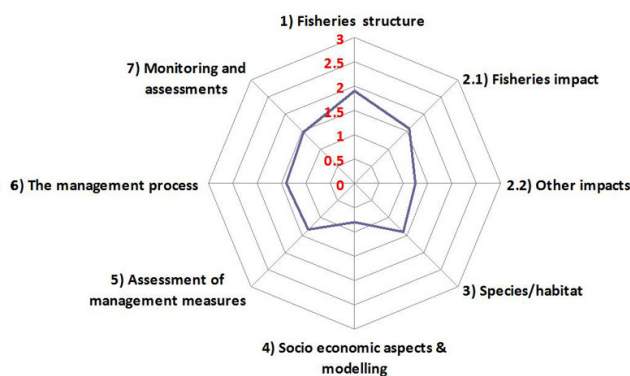 1) Fisheries structure
3
2.5
2
1.5
1
0.5
0
2.1) Fisheries impact
2.2) Other impacts
3) Species/habitat
4) Socio economic aspects &
modelling
5) Assessment of
management measures
6) The management process
7) Monitoring and
assessments